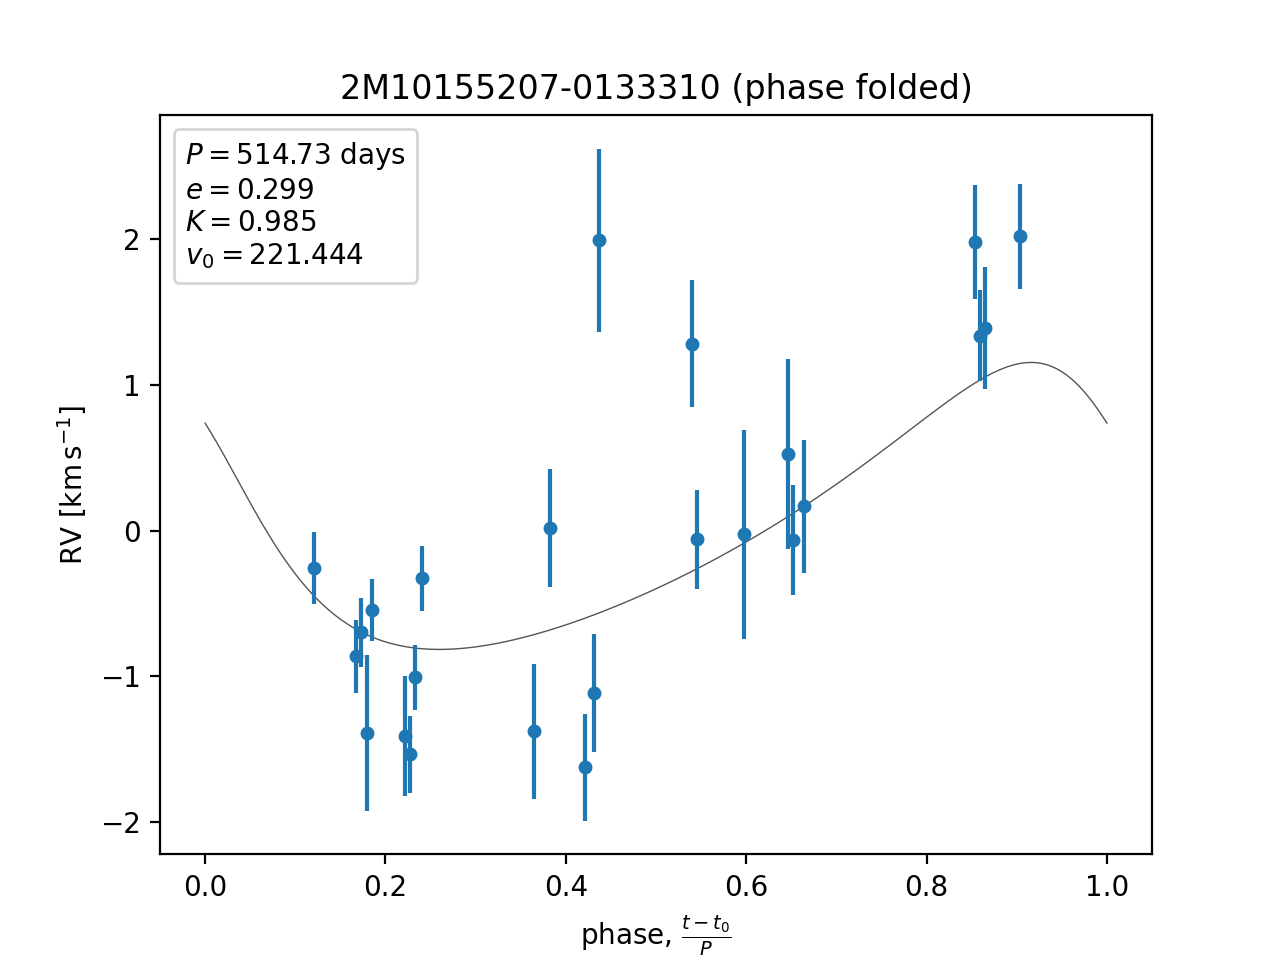 2M10155207-0133310 (phase folded)
P = 514.73 days
e = 0.299
K = 0.985
v₀ = 221.444
2
1
0
−1
−2
RV [km s⁻¹]
0.0 0.2 0.4 0.6 0.8 1.0
phase, (t − t₀)/P